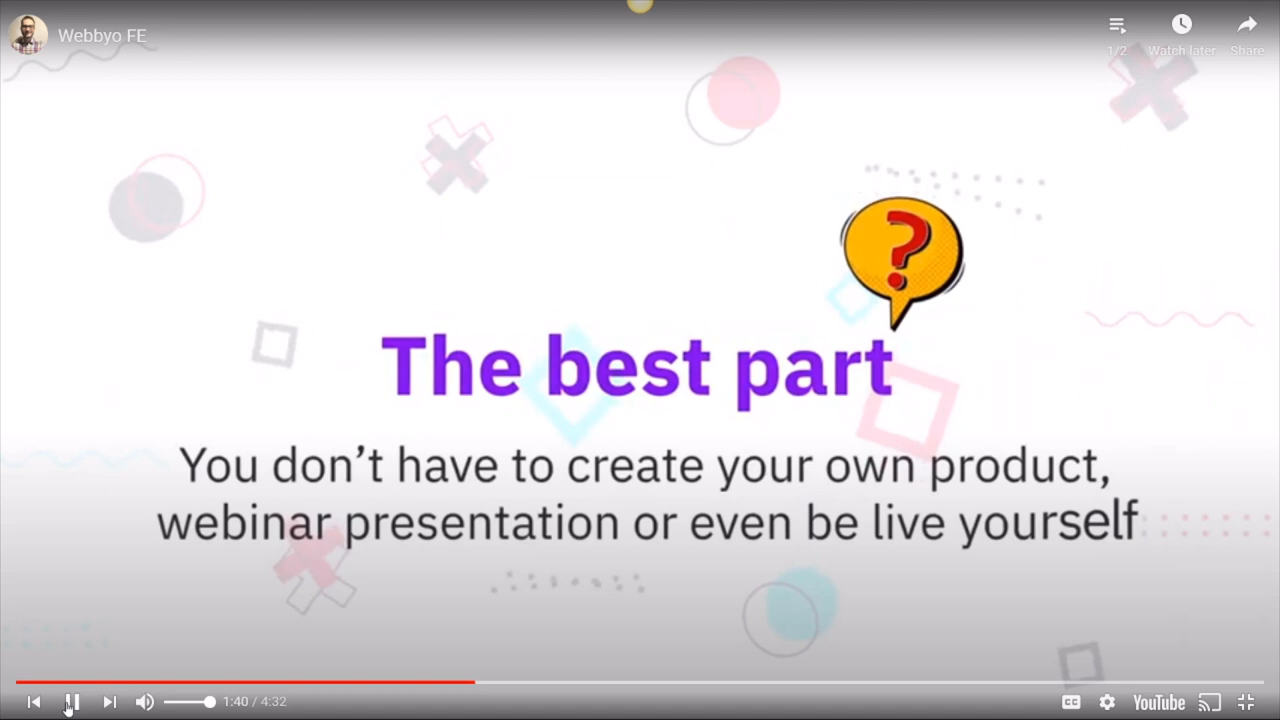 Webbyo FE
1/2
Watch later
Share
?
The best part
You don't have to create your own product,
webinar presentation or even be live yourself
1:40 / 4:32
CC
YouTube